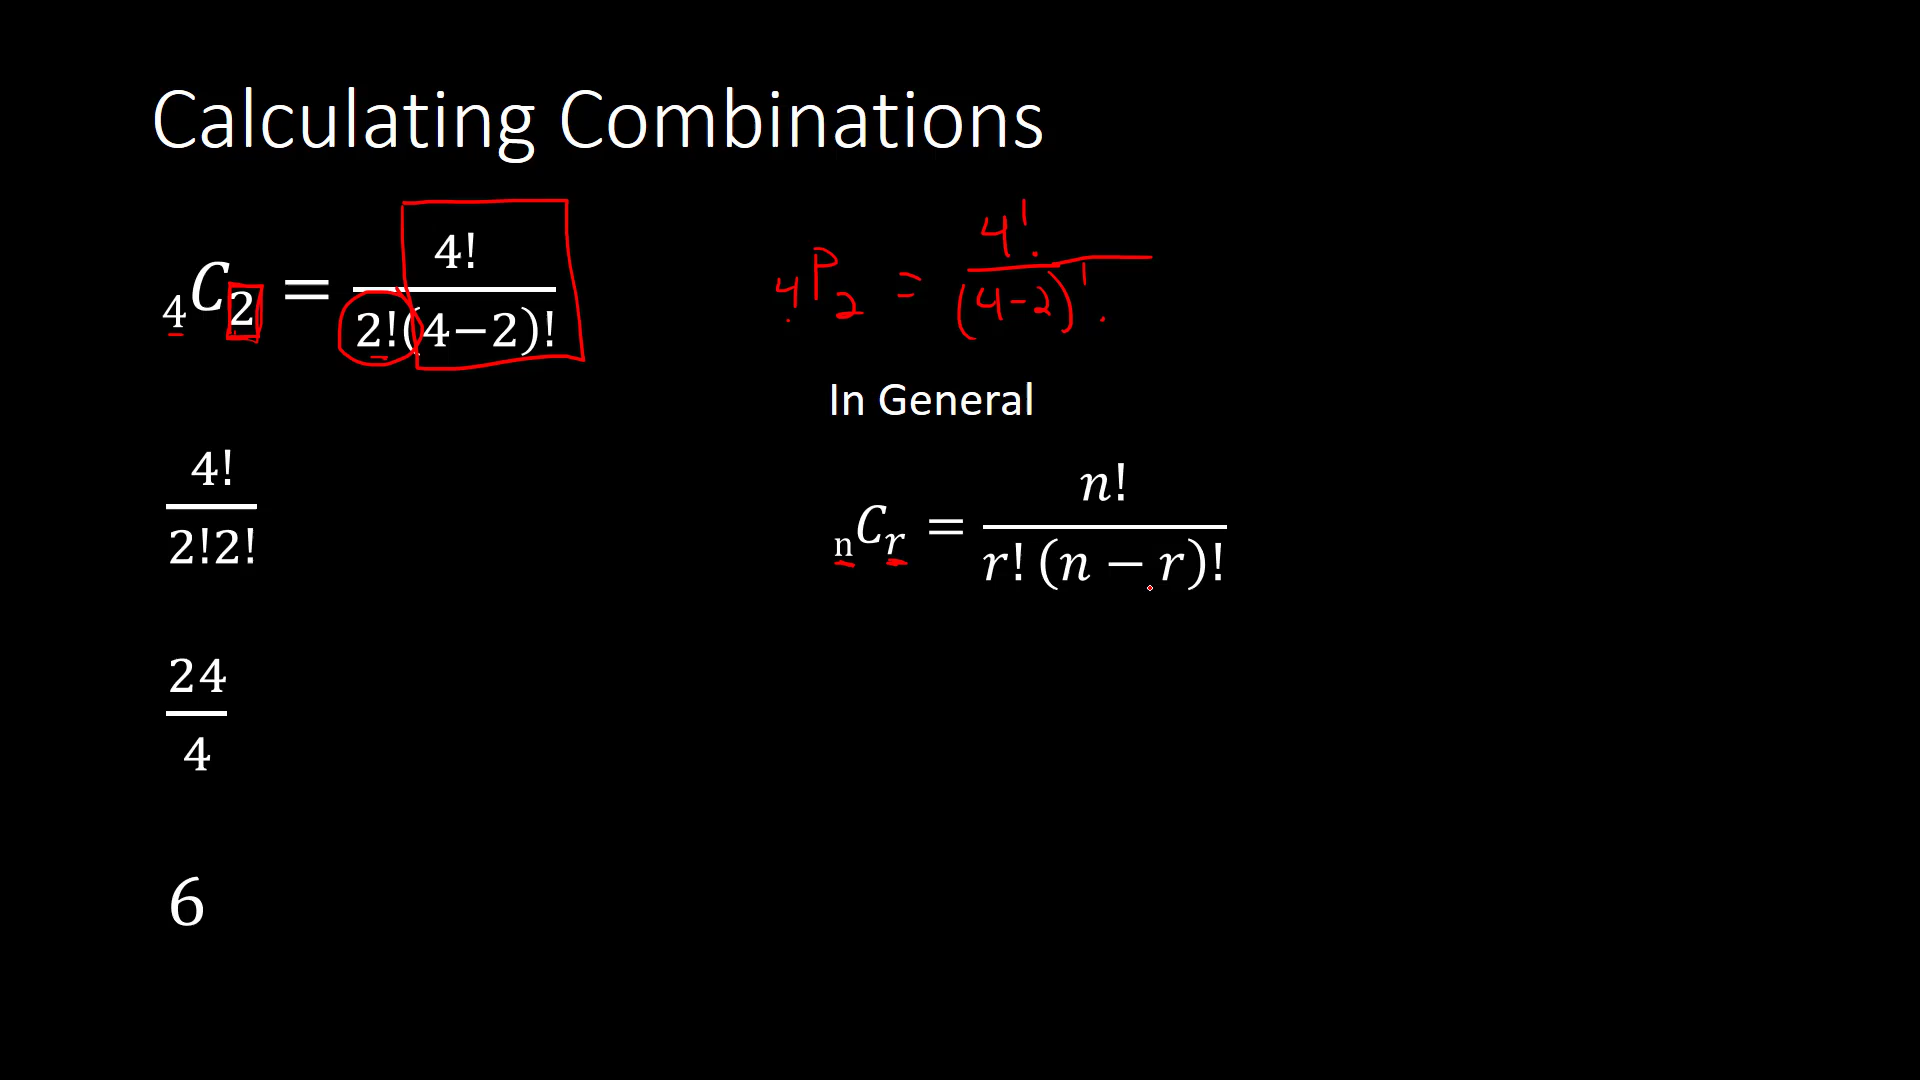 Calculating Combinations
₄C₂ = 4! / 2!(4−2)!
₄P₂ = 4! / (4-2)!
In General
4! / 2!2!
ₙCᵣ = n! / r! (n − r)!
24 / 4
6